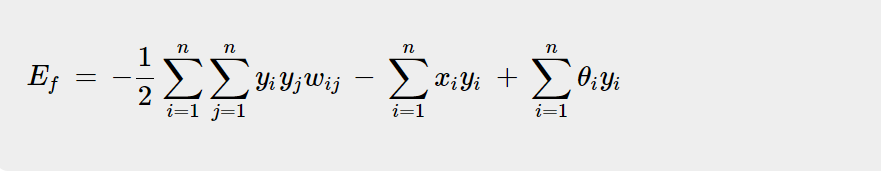 $E_f = -\frac{1}{2} \sum_{i=1}^{n} \sum_{j=1}^{n} y_i y_j w_{ij} - \sum_{i=1}^{n} x_i y_i + \sum_{i=1}^{n} \theta_i y_i$